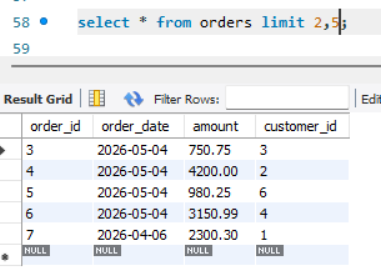 58 select * from orders limit 2,5;
59
Result Grid Filter Rows: Edit
order_id order_date amount customer_id
3 2026-05-04 750.75 3
4 2026-05-04 4200.00 2
5 2026-05-04 980.25 6
6 2026-05-04 3150.99 4
7 2026-04-06 2300.30 1
NULL NULL NULL NULL